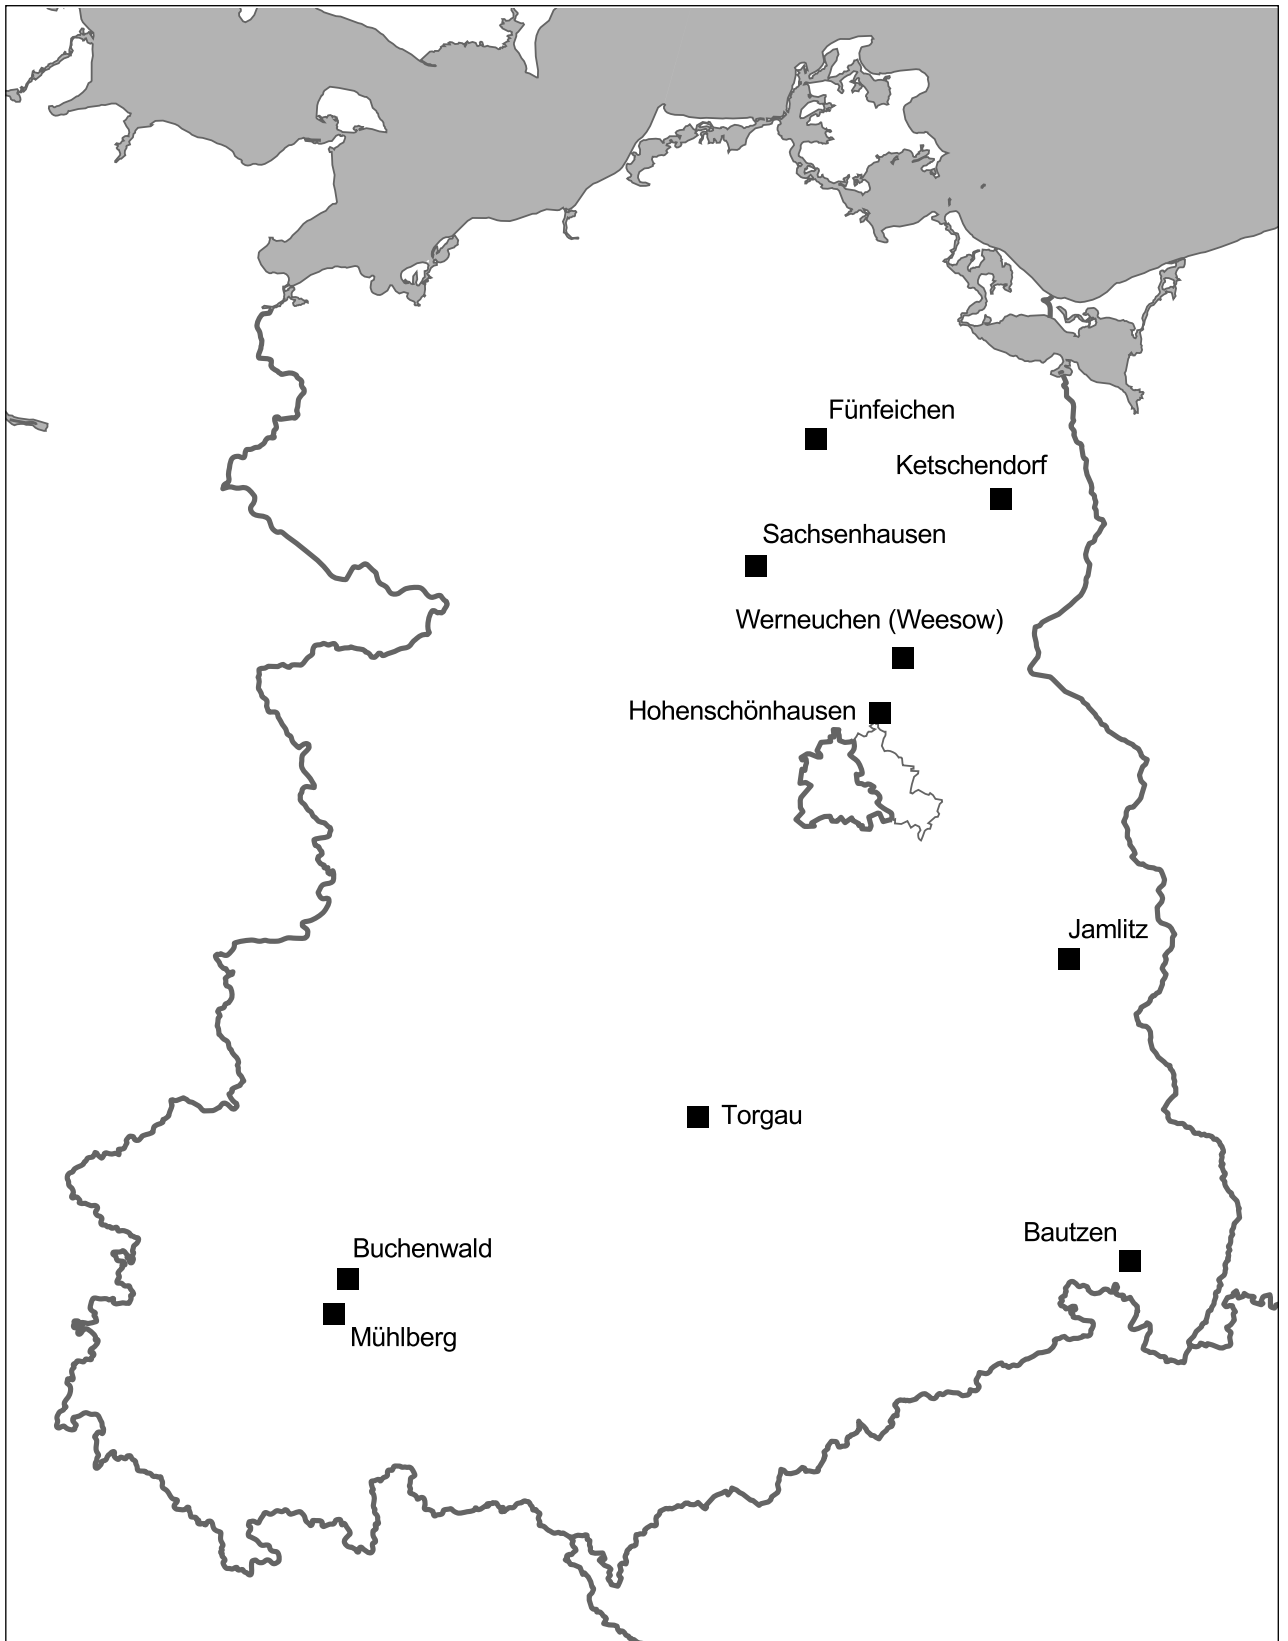 Fünfeichen
Ketschendorf
Sachsenhausen
Werneuchen (Weesow)
Hohenschönhausen
Jamlitz
Torgau
Bautzen
Buchenwald
Mühlberg